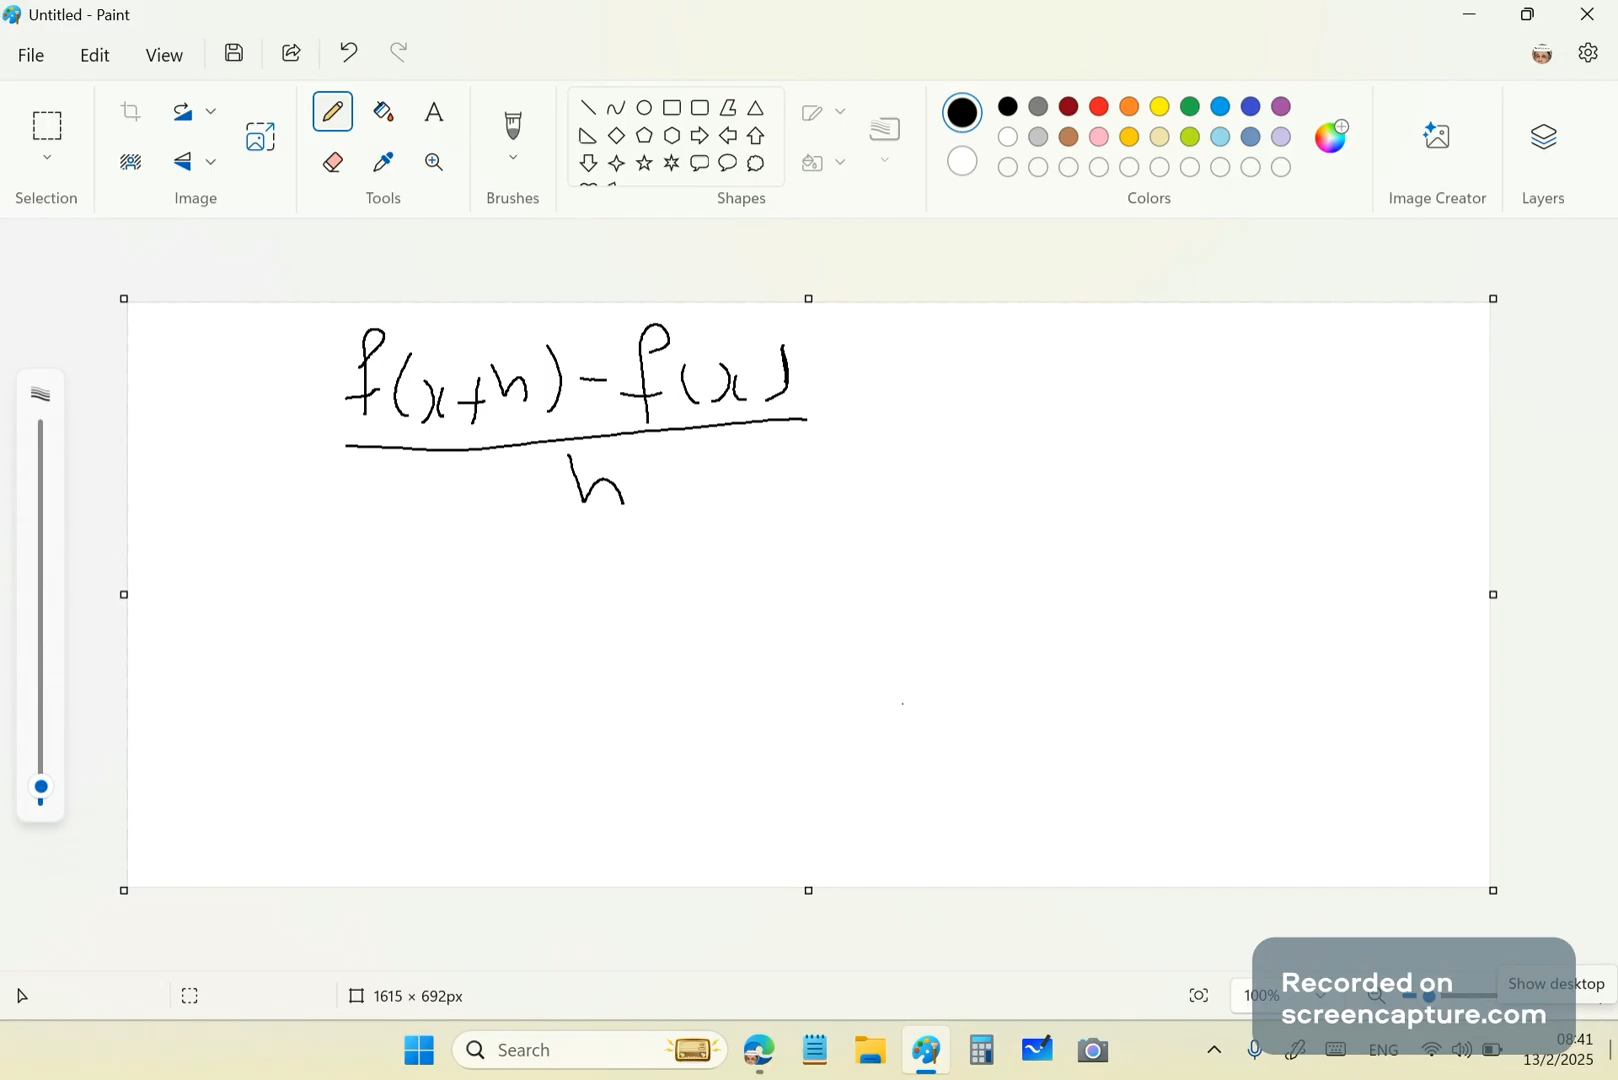 Untitled - Paint
File Edit View
Selection Image Tools Brushes Shapes Colors Image Creator Layers
f(x+h)-f(x)
h
1615 × 692px 100%
Recorded on
screencapture.com
Show desktop
Search ENG 08:41
13/2/2025